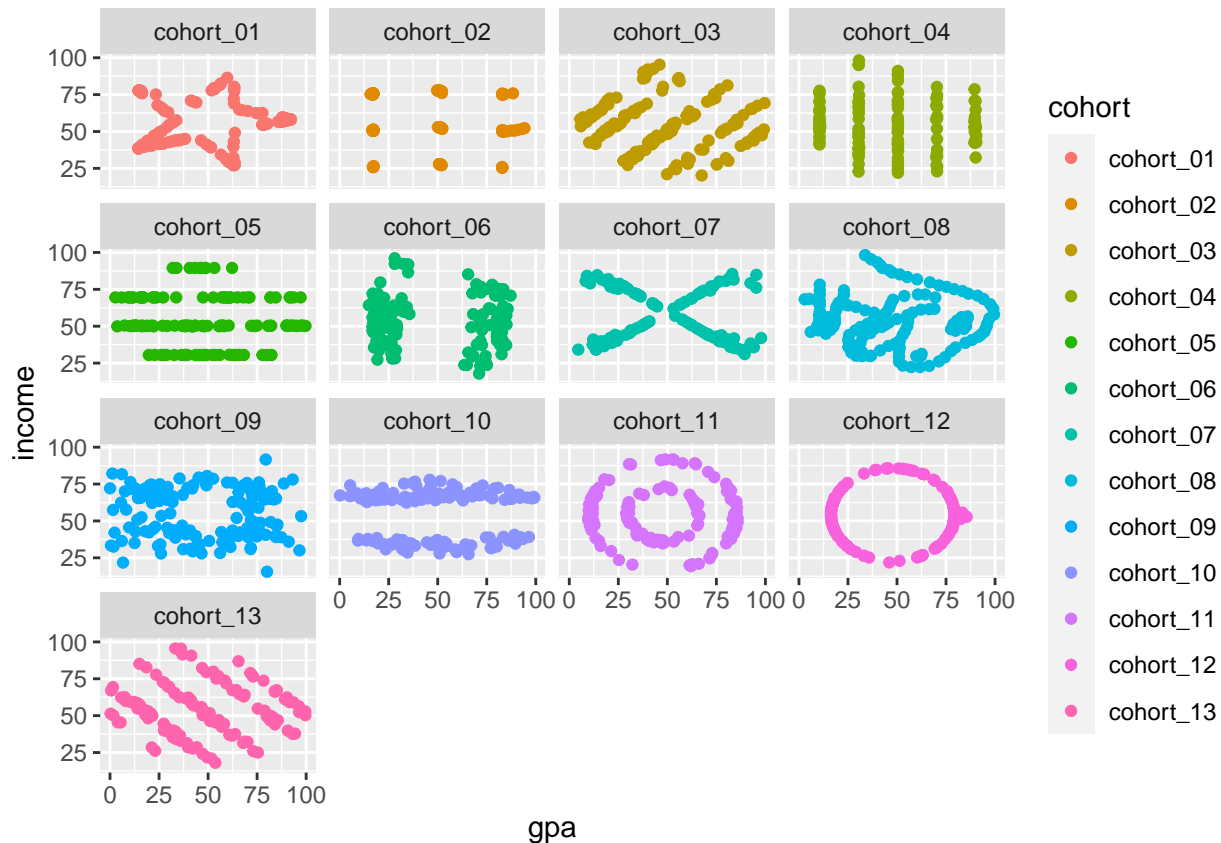 cohort_01 cohort_02 cohort_03 cohort_04
100
75
50
25
cohort_05 cohort_06 cohort_07 cohort_08
100
75
50
25
cohort_09 cohort_10 cohort_11 cohort_12
100
75
50
25
0 25 50 75 100 0 25 50 75 100 0 25 50 75 100
cohort_13
100
75
50
25
0 25 50 75 100
gpa
income
cohort
cohort_01
cohort_02
cohort_03
cohort_04
cohort_05
cohort_06
cohort_07
cohort_08
cohort_09
cohort_10
cohort_11
cohort_12
cohort_13